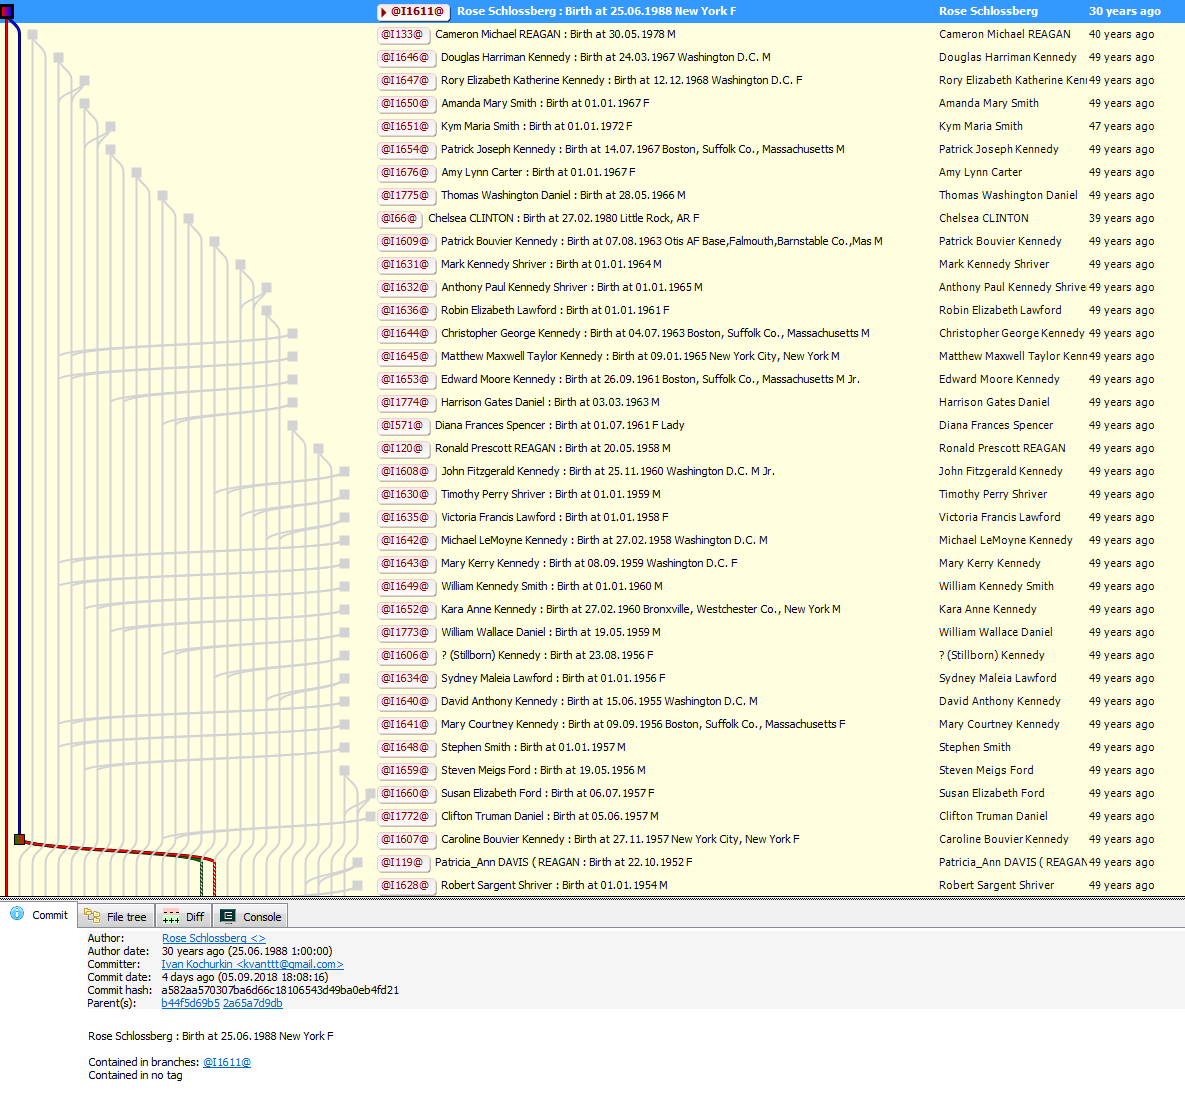 @I1611@ Rose Schlossberg : Birth at 25.06.1988 New York F Rose Schlossberg 30 years ago
@I133@ Cameron Michael REAGAN : Birth at 30.05.1978 M Cameron Michael REAGAN 40 years ago
@I1646@ Douglas Harriman Kennedy : Birth at 24.03.1967 Washington D.C. M Douglas Harriman Kennedy 49 years ago
@I1647@ Rory Elizabeth Katherine Kennedy : Birth at 12.12.1968 Washington D.C. F Rory Elizabeth Katherine Ken 49 years ago
@I1650@ Amanda Mary Smith : Birth at 01.01.1967 F Amanda Mary Smith 49 years ago
@I1651@ Kym Maria Smith : Birth at 01.01.1972 F Kym Maria Smith 47 years ago
@I1654@ Patrick Joseph Kennedy : Birth at 14.07.1967 Boston, Suffolk Co., Massachusetts M Patrick Joseph Kennedy 49 years ago
@I1676@ Amy Lynn Carter : Birth at 01.01.1967 F Amy Lynn Carter 49 years ago
@I1775@ Thomas Washington Daniel : Birth at 28.05.1966 M Thomas Washington Daniel 49 years ago
@I66@ Chelsea CLINTON : Birth at 27.02.1980 Little Rock, AR F Chelsea CLINTON 39 years ago
@I1609@ Patrick Bouvier Kennedy : Birth at 07.08.1963 Otis AF Base,Falmouth,Barnstable Co.,Mas M Patrick Bouvier Kennedy 49 years ago
@I1631@ Mark Kennedy Shriver : Birth at 01.01.1964 M Mark Kennedy Shriver 49 years ago
@I1632@ Anthony Paul Kennedy Shriver : Birth at 01.01.1965 M Anthony Paul Kennedy Shrive 49 years ago
@I1636@ Robin Elizabeth Lawford : Birth at 01.01.1961 F Robin Elizabeth Lawford 49 years ago
@I1644@ Christopher George Kennedy : Birth at 04.07.1963 Boston, Suffolk Co., Massachusetts M Christopher George Kennedy 49 years ago
@I1645@ Matthew Maxwell Taylor Kennedy : Birth at 09.01.1965 New York City, New York M Matthew Maxwell Taylor Kenn 49 years ago
@I1653@ Edward Moore Kennedy : Birth at 26.09.1961 Boston, Suffolk Co., Massachusetts M Jr. Edward Moore Kennedy 49 years ago
@I1774@ Harrison Gates Daniel : Birth at 03.03.1963 M Harrison Gates Daniel 49 years ago
@I571@ Diana Frances Spencer : Birth at 01.07.1961 F Lady Diana Frances Spencer 49 years ago
@I120@ Ronald Prescott REAGAN : Birth at 20.05.1958 M Ronald Prescott REAGAN 49 years ago
@I1608@ John Fitzgerald Kennedy : Birth at 25.11.1960 Washington D.C. M Jr. John Fitzgerald Kennedy 49 years ago
@I1630@ Timothy Perry Shriver : Birth at 01.01.1959 M Timothy Perry Shriver 49 years ago
@I1635@ Victoria Francis Lawford : Birth at 01.01.1958 F Victoria Francis Lawford 49 years ago
@I1642@ Michael LeMoyne Kennedy : Birth at 27.02.1958 Washington D.C. M Michael LeMoyne Kennedy 49 years ago
@I1643@ Mary Kerry Kennedy : Birth at 08.09.1959 Washington D.C. F Mary Kerry Kennedy 49 years ago
@I1649@ William Kennedy Smith : Birth at 01.01.1960 M William Kennedy Smith 49 years ago
@I1652@ Kara Anne Kennedy : Birth at 27.02.1960 Bronxville, Westchester Co., New York M Kara Anne Kennedy 49 years ago
@I1773@ William Wallace Daniel : Birth at 19.05.1959 M William Wallace Daniel 49 years ago
@I1606@ ? (Stillborn) Kennedy : Birth at 23.08.1956 F ? (Stillborn) Kennedy 49 years ago
@I1634@ Sydney Maleia Lawford : Birth at 01.01.1956 F Sydney Maleia Lawford 49 years ago
@I1640@ David Anthony Kennedy : Birth at 15.06.1955 Washington D.C. M David Anthony Kennedy 49 years ago
@I1641@ Mary Courtney Kennedy : Birth at 09.09.1956 Boston, Suffolk Co., Massachusetts F Mary Courtney Kennedy 49 years ago
@I1648@ Stephen Smith : Birth at 01.01.1957 M Stephen Smith 49 years ago
@I1659@ Steven Meigs Ford : Birth at 19.05.1956 M Steven Meigs Ford 49 years ago
@I1660@ Susan Elizabeth Ford : Birth at 06.07.1957 F Susan Elizabeth Ford 49 years ago
@I1772@ Clifton Truman Daniel : Birth at 05.06.1957 M Clifton Truman Daniel 49 years ago
@I1607@ Caroline Bouvier Kennedy : Birth at 27.11.1957 New York City, New York F Caroline Bouvier Kennedy 49 years ago
@I119@ Patricia_Ann DAVIS ( REAGAN : Birth at 22.10.1952 F Patricia_Ann DAVIS ( REAGAN 49 years ago
@I1628@ Robert Sargent Shriver : Birth at 01.01.1954 M Robert Sargent Shriver 49 years ago
Commit File tree Diff Console
Author: Rose Schlossberg <>
Author date: 30 years ago (25.06.1988 1:00:00)
Committer: Ivan Kochurkin <kvanttt@gmail.com>
Commit date: 4 days ago (05.09.2018 18:08:16)
Commit hash: a582aa570307ba6d66c18106543d49ba0eb4fd21
Parent(s): b44f5d69b5 2a65a7d9db
Rose Schlossberg : Birth at 25.06.1988 New York F
Contained in branches: @I1611@
Contained in no tag